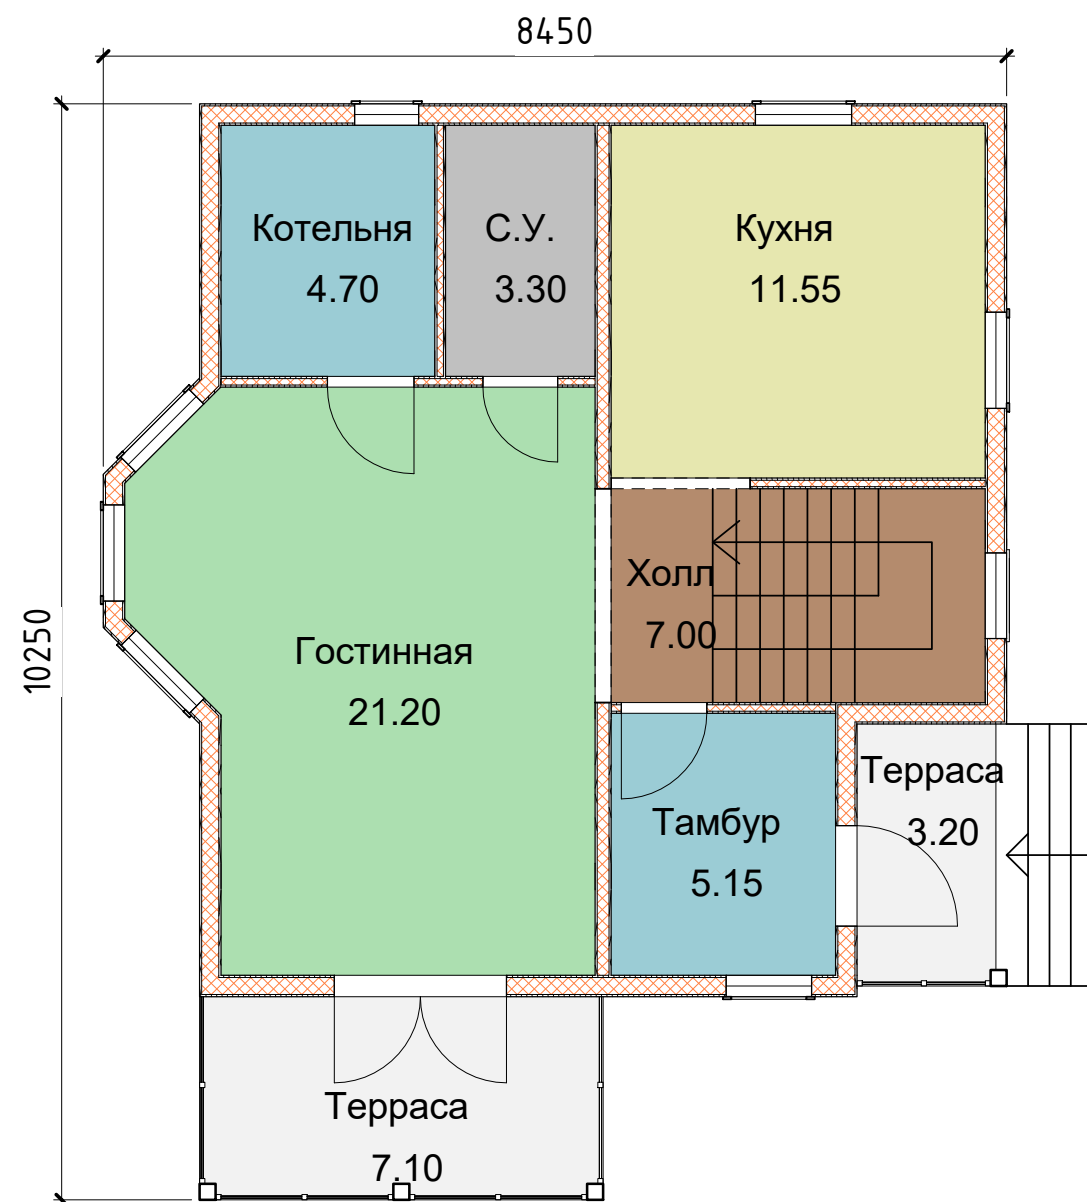 8450
10250
Котельня
4.70
С.У.
3.30
Кухня
11.55
Холл
7.00
Гостинная
21.20
Терраса
3.20
Тамбур
5.15
Терраса
7.10